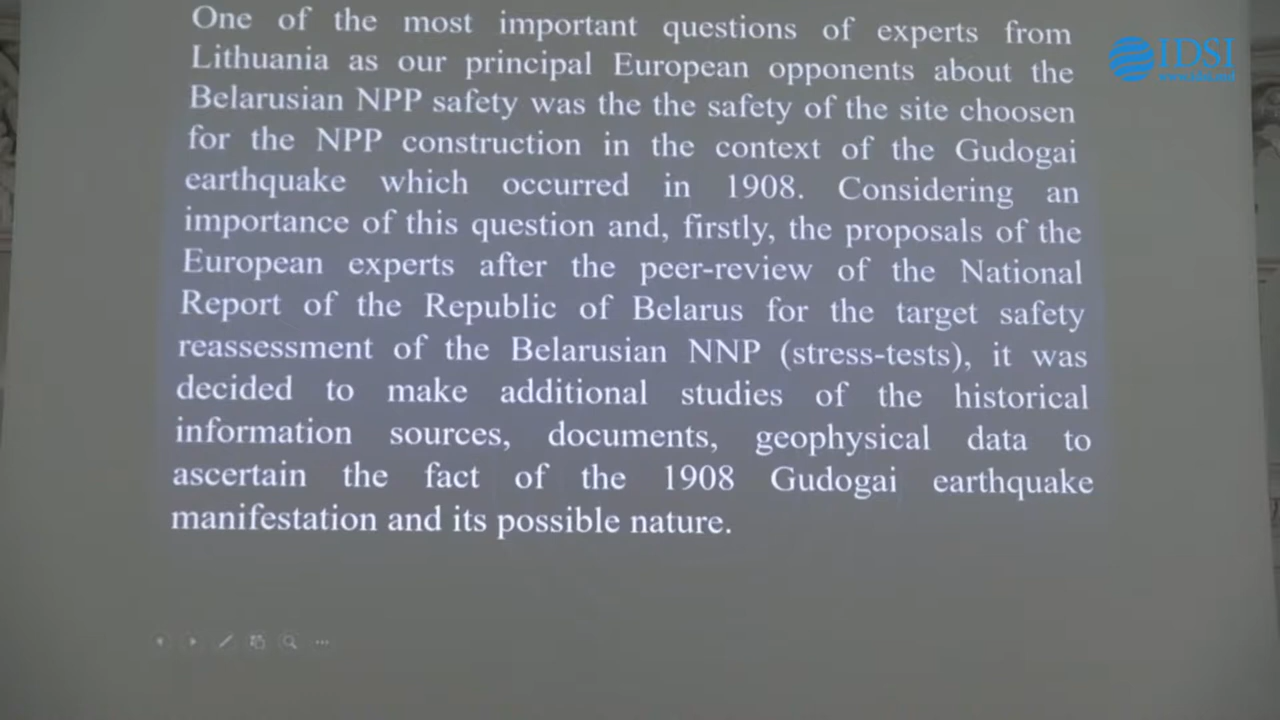 One of the most important questions of experts from
Lithuania as our principal European opponents about the
Belarusian NPP safety was the the safety of the site choosen
for the NPP construction in the context of the Gudogai
earthquake which occurred in 1908. Considering an
importance of this question and, firstly, the proposals of the
European experts after the peer-review of the National
Report of the Republic of Belarus for the target safety
reassessment of the Belarusian NNP (stress-tests), it was
decided to make additional studies of the historical
information sources, documents, geophysical data to
ascertain the fact of the 1908 Gudogai earthquake
manifestation and its possible nature.
IDSI
www.idsi.md